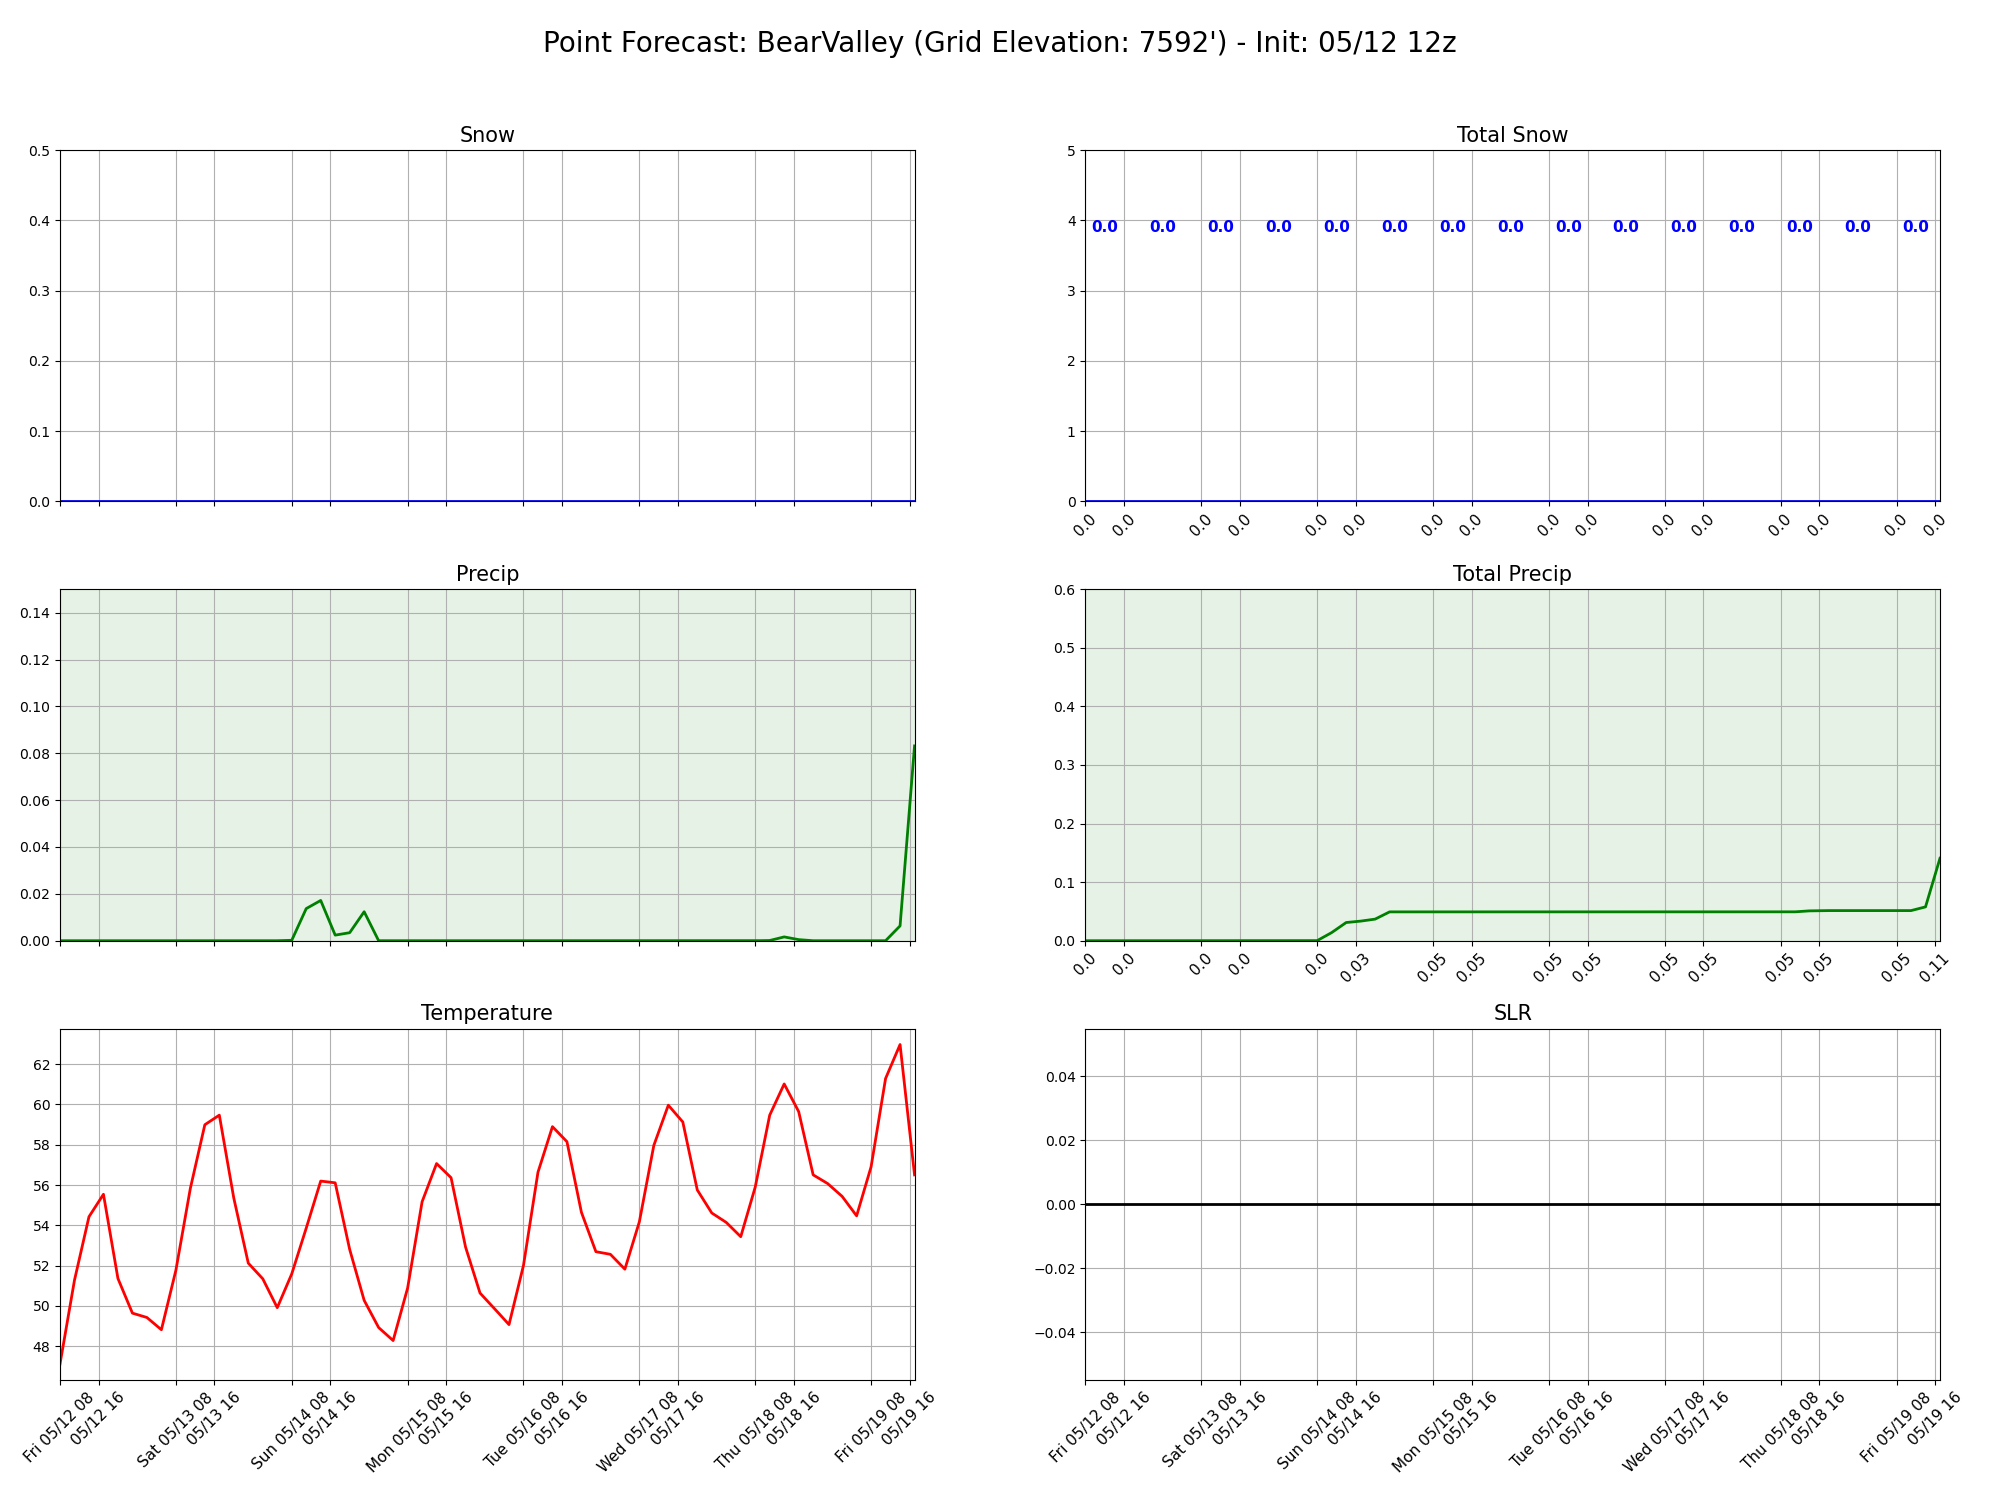 Point Forecast: BearValley (Grid Elevation: 7592') - Init: 05/12 12z
Snow
0.5
0.4
0.3
0.2
0.1
0.0
Total Snow
5
4
3
2
1
0
0.0 0.0 0.0 0.0 0.0 0.0 0.0 0.0 0.0 0.0 0.0 0.0 0.0 0.0 0.0
0.0 0.0 0.0 0.0 0.0 0.0 0.0 0.0 0.0 0.0 0.0 0.0 0.0 0.0 0.0 0.0
Precip
0.14
0.12
0.10
0.08
0.06
0.04
0.02
0.00
Total Precip
0.6
0.5
0.4
0.3
0.2
0.1
0.0
0.0 0.0 0.0 0.0 0.0 0.03 0.05 0.05 0.05 0.05 0.05 0.05 0.05 0.05 0.05 0.11
Temperature
62
60
58
56
54
52
50
48
Fri 05/12 08
05/12 16
Sat 05/13 08
05/13 16
Sun 05/14 08
05/14 16
Mon 05/15 08
05/15 16
Tue 05/16 08
05/16 16
Wed 05/17 08
05/17 16
Thu 05/18 08
05/18 16
Fri 05/19 08
05/19 16
SLR
0.04
0.02
0.00
−0.02
−0.04
Fri 05/12 08
05/12 16
Sat 05/13 08
05/13 16
Sun 05/14 08
05/14 16
Mon 05/15 08
05/15 16
Tue 05/16 08
05/16 16
Wed 05/17 08
05/17 16
Thu 05/18 08
05/18 16
Fri 05/19 08
05/19 16